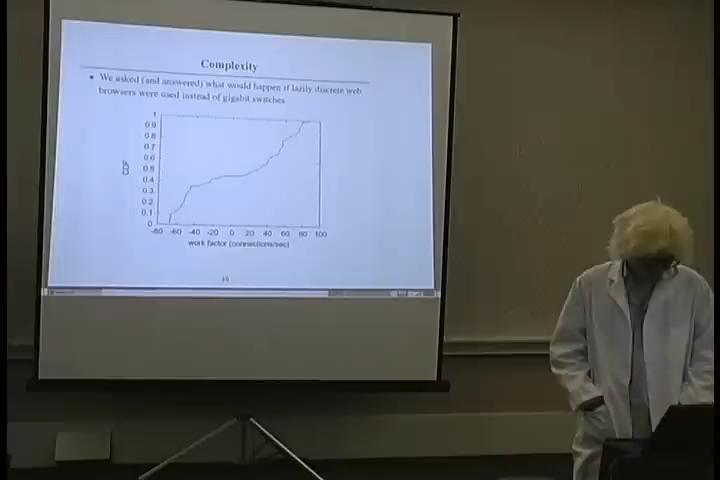 Complexity
• We asked (and answered) what would happen if lazily discrete web
browsers were used instead of gigabit switches
1
0.9
0.8
0.7
0.6
0.5
0.4
0.3
0.2
0.1
0
CDF
-80 -60 -40 -20 0 20 40 60 80 100
work factor (connections/sec)